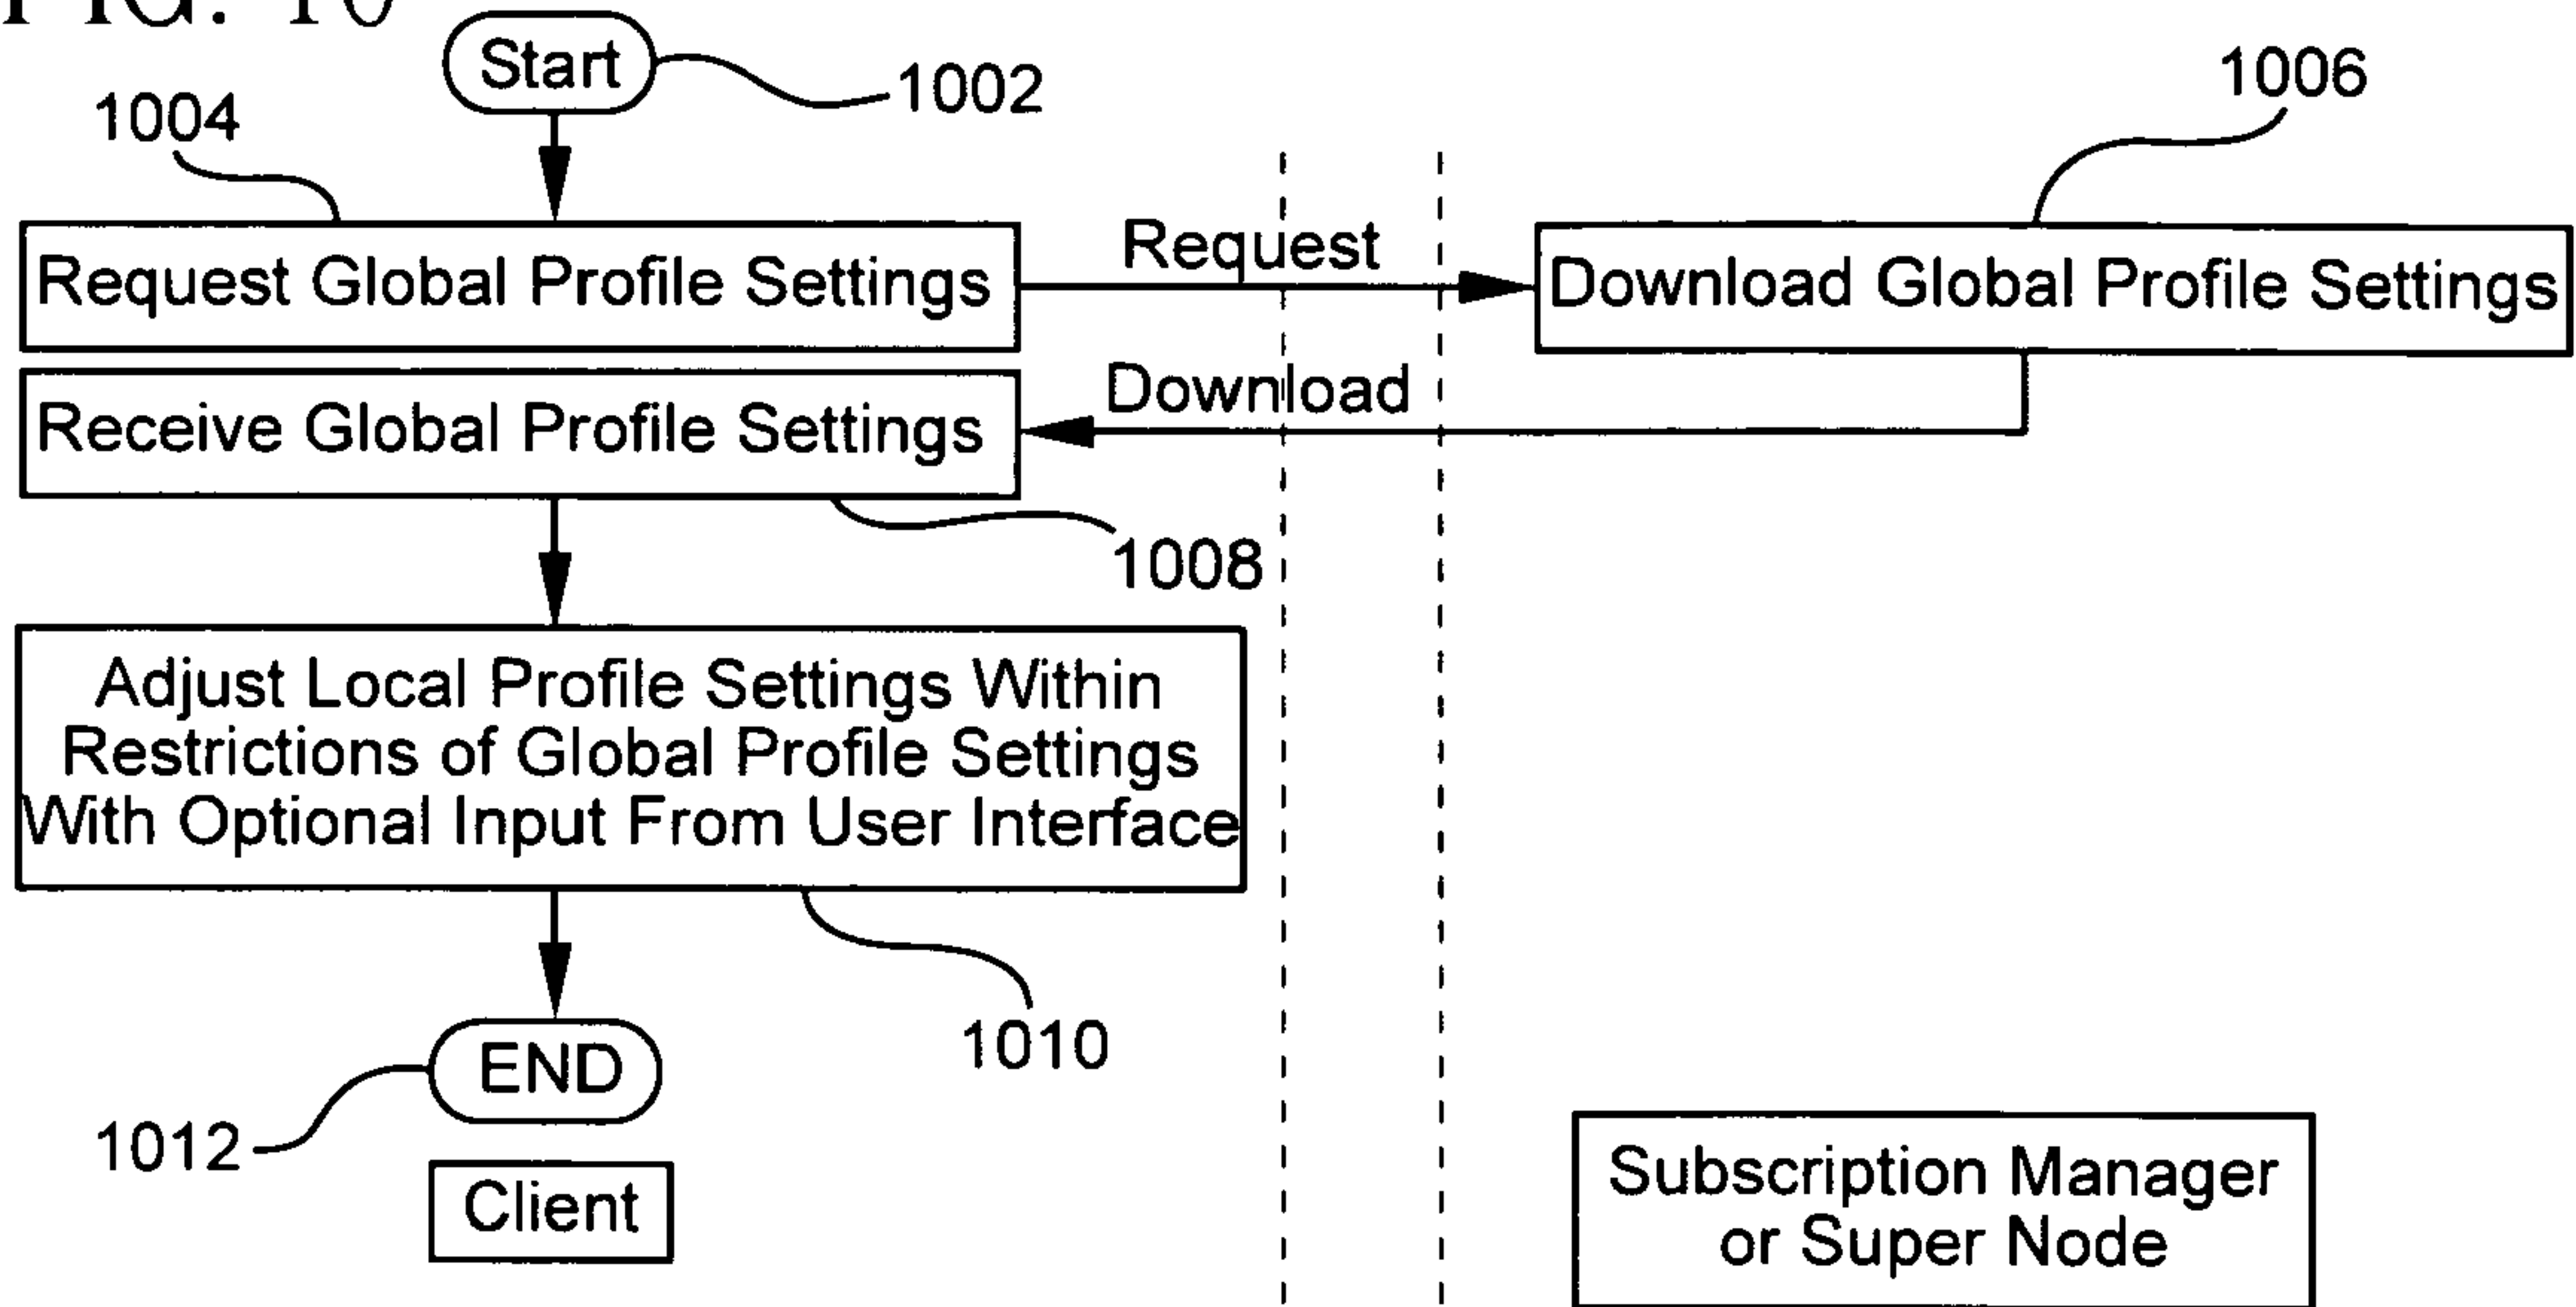 FIG. 10
Start
1002
1004
1006
Request Global Profile Settings
Request
Download Global Profile Settings
Download
Receive Global Profile Settings
1008
Adjust Local Profile Settings Within
Restrictions of Global Profile Settings
With Optional Input From User Interface
1010
END
1012
Client
Subscription Manager
or Super Node